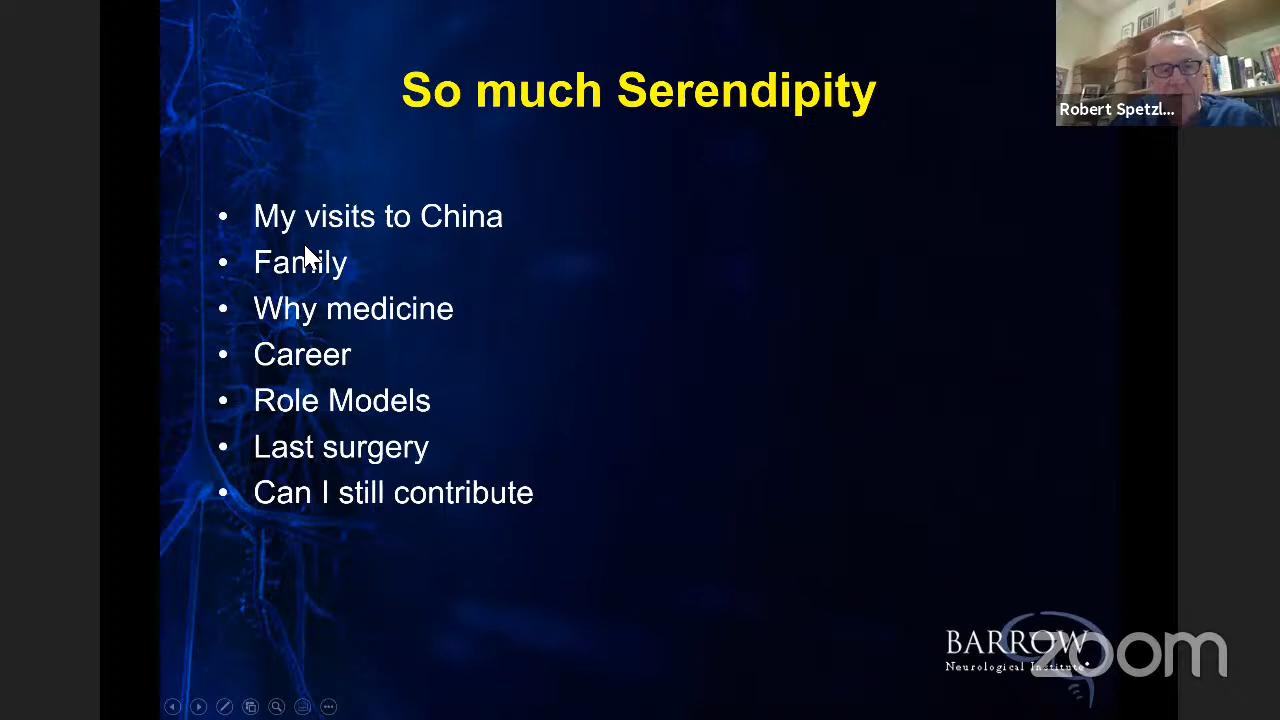 So much Serendipity
Robert Spetzl...
• My visits to China
• Family
• Why medicine
• Career
• Role Models
• Last surgery
• Can I still contribute
BARROW
Neurological Institute
zoom